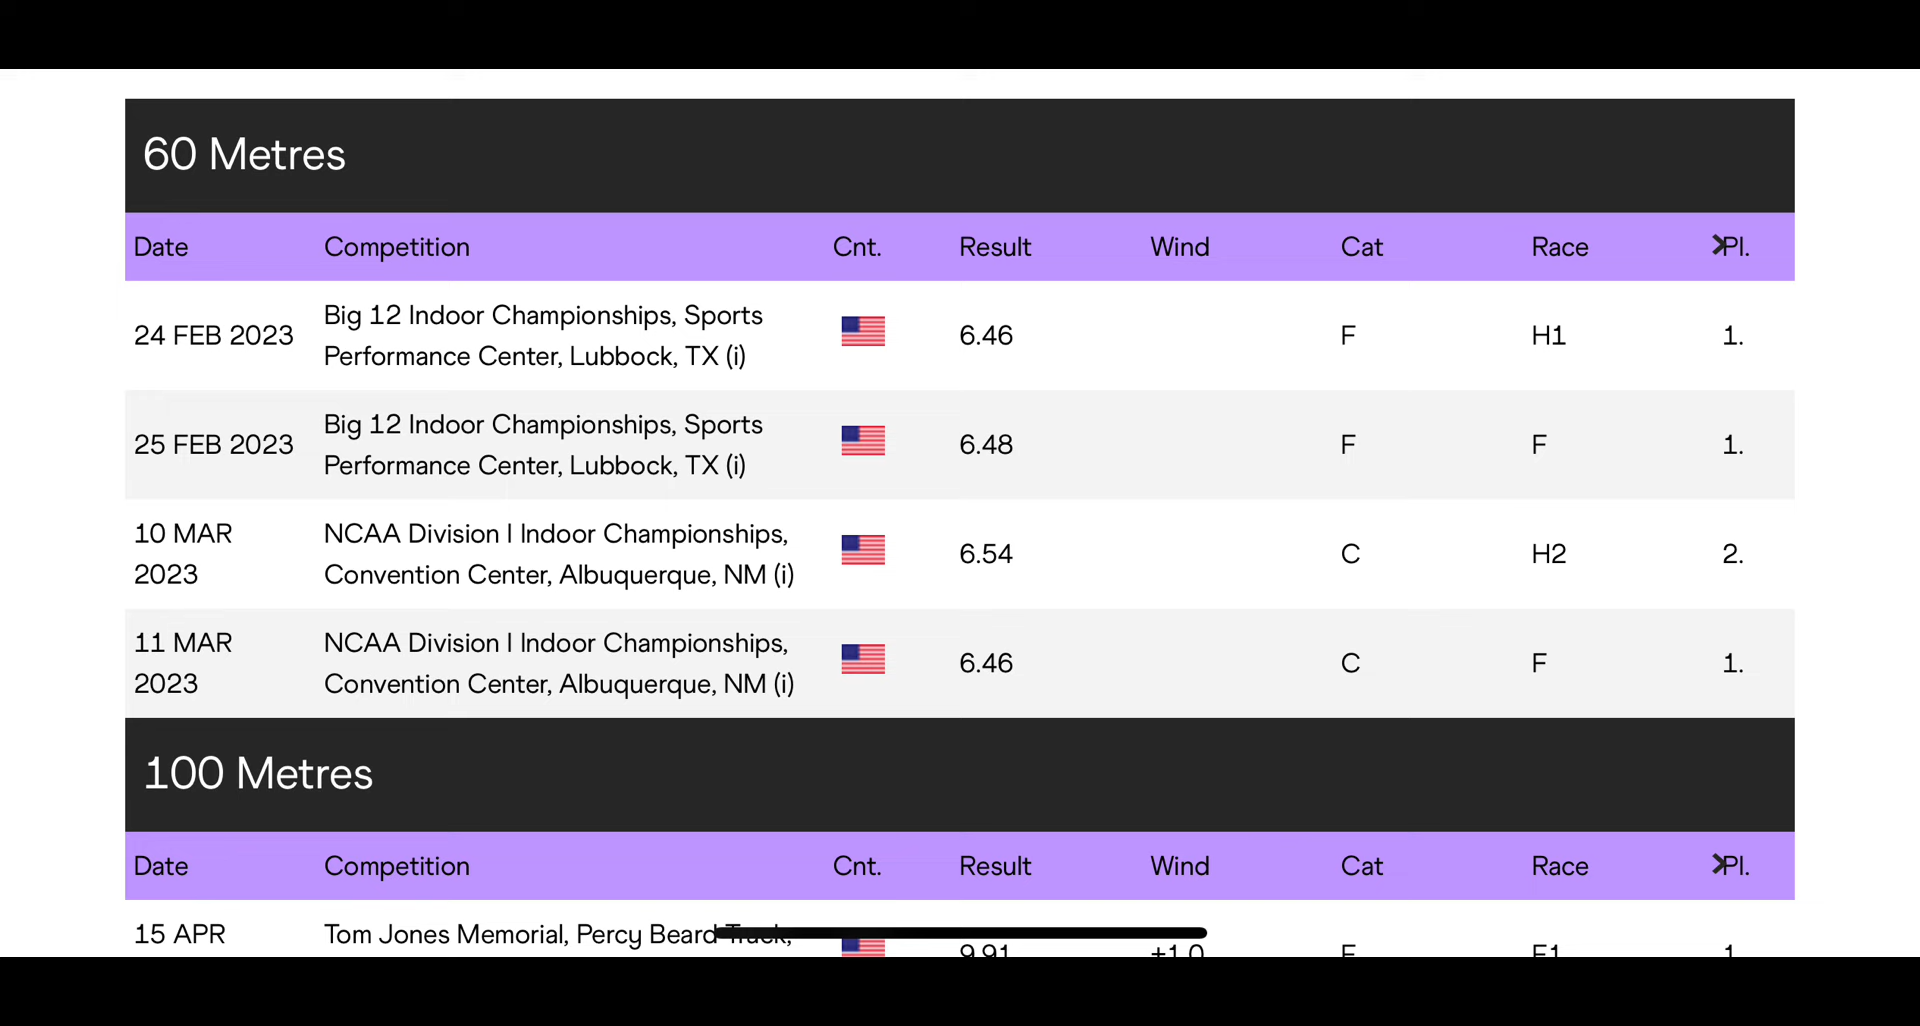 60 Metres
Date Competition Cnt. Result Wind Cat Race Pl.
24 FEB 2023 Big 12 Indoor Championships, Sports Performance Center, Lubbock, TX (i) 6.46 F H1 1.
25 FEB 2023 Big 12 Indoor Championships, Sports Performance Center, Lubbock, TX (i) 6.48 F F 1.
10 MAR 2023 NCAA Division I Indoor Championships, Convention Center, Albuquerque, NM (i) 6.54 C H2 2.
11 MAR 2023 NCAA Division I Indoor Championships, Convention Center, Albuquerque, NM (i) 6.46 C F 1.
100 Metres
Date Competition Cnt. Result Wind Cat Race Pl.
15 APR Tom Jones Memorial, Percy Beard Track, 9.91 +1.0